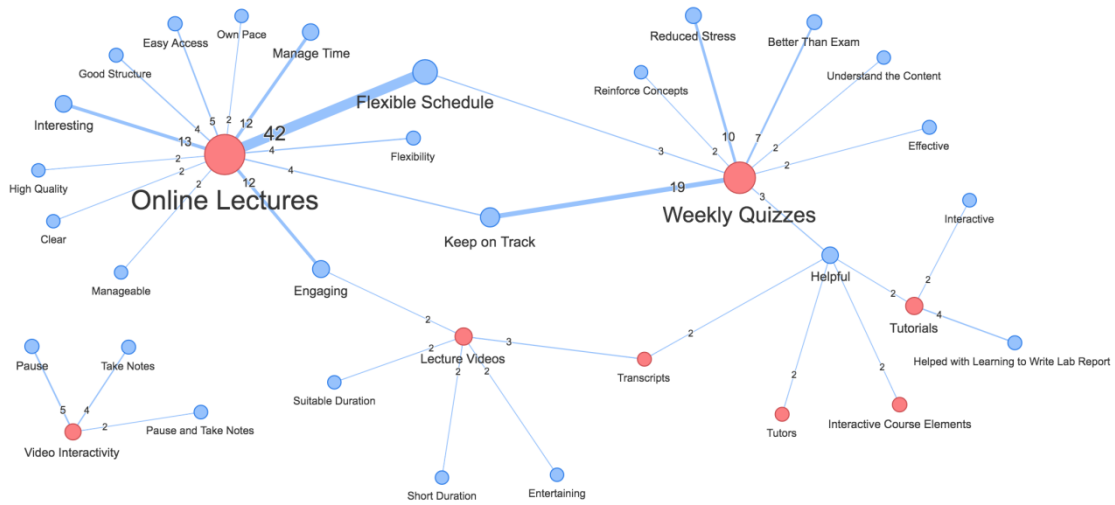 Own Pace
Easy Access
Manage Time
Good Structure
Interesting
High Quality
Clear
Manageable
Online Lectures
Flexible Schedule
Flexibility
Keep on Track
Engaging
13
4
5
2
12
42
4
4
2
2
2
12
Reduced Stress
Better Than Exam
Reinforce Concepts
Understand the Content
Effective
Weekly Quizzes
3
19
10
2
7
2
2
3
Helpful
Interactive
2
2
4
Tutorials
Helped with Learning to Write Lab Report
2
Lecture Videos
2
2
2
3
Suitable Duration
Short Duration
Entertaining
2
Transcripts
2
Tutors
2
Interactive Course Elements
Pause
Take Notes
5
4
2
Pause and Take Notes
Video Interactivity